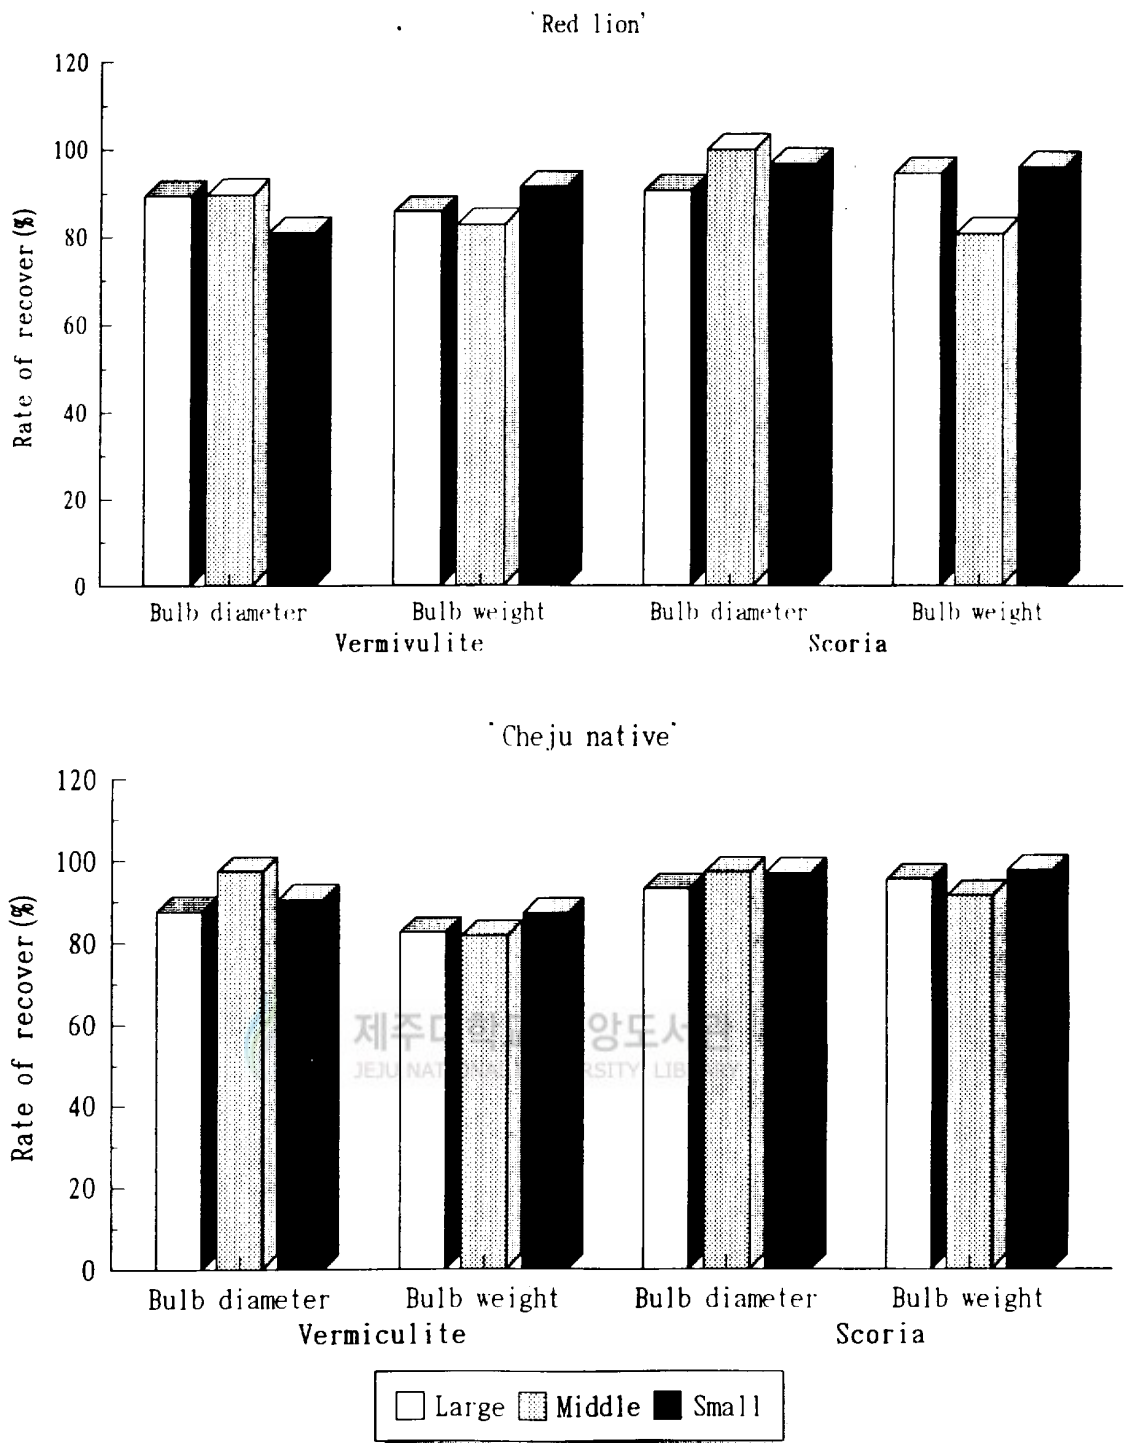 'Red lion'
120
100
80
60
40
20
0
Rate of recover(%)
Bulb diameter Bulb weight Bulb diameter Bulb weight
Vermivulite Scoria
'Cheju native'
120
100
80
60
40
20
0
Rate of recover(%)
JEJU
Bulb diameter Bulb weight Bulb diameter Bulb weight
Vermiculite Scoria
Large Middle Small